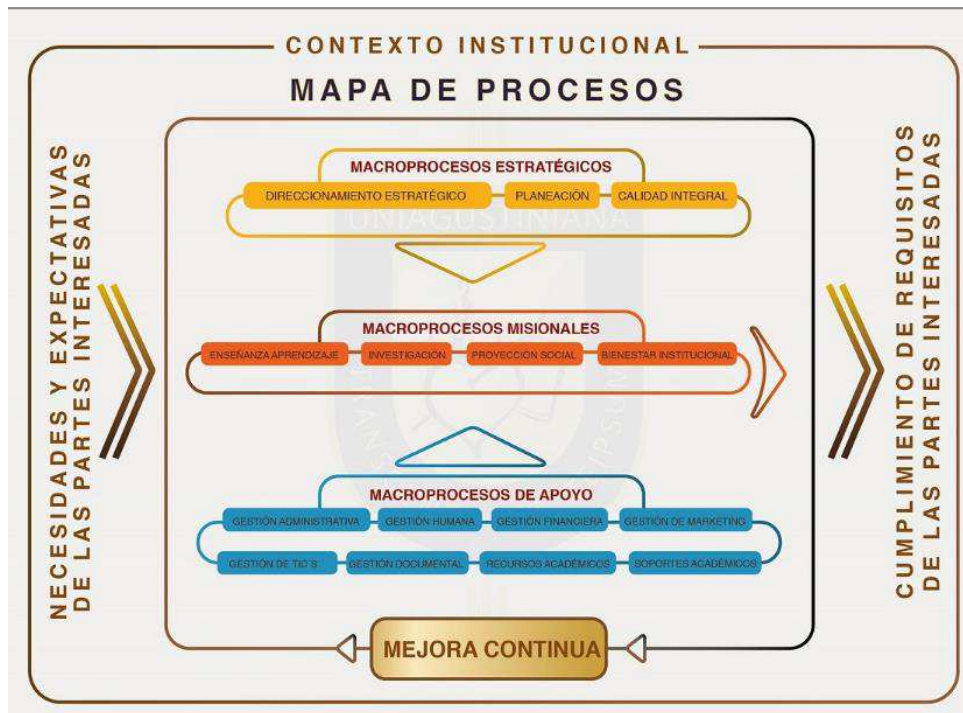 CONTEXTO INSTITUCIONAL
MAPA DE PROCESOS
NECESIDADES Y EXPECTATIVAS
DE LAS PARTES INTERESADAS
MACROPROCESOS ESTRATÉGICOS
DIRECCIONAMIENTO ESTRATÉGICO
PLANEACIÓN
CALIDAD INTEGRAL
UNIAGUSTINIANA
MACROPROCESOS MISIONALES
ENSEÑANZA APRENDIZAJE
INVESTIGACIÓN
PROYECCIÓN SOCIAL
BIENESTAR INSTITUCIONAL
MACROPROCESOS DE APOYO
GESTIÓN ADMINISTRATIVA
GESTIÓN HUMANA
GESTIÓN FINANCIERA
GESTIÓN DE MARKETING
GESTIÓN DE TIC´S
GESTIÓN DOCUMENTAL
RECURSOS ACADÉMICOS
SOPORTES ACADÉMICOS
MEJORA CONTINUA
CUMPLIMIENTO DE REQUISITOS
DE LAS PARTES INTERESADAS